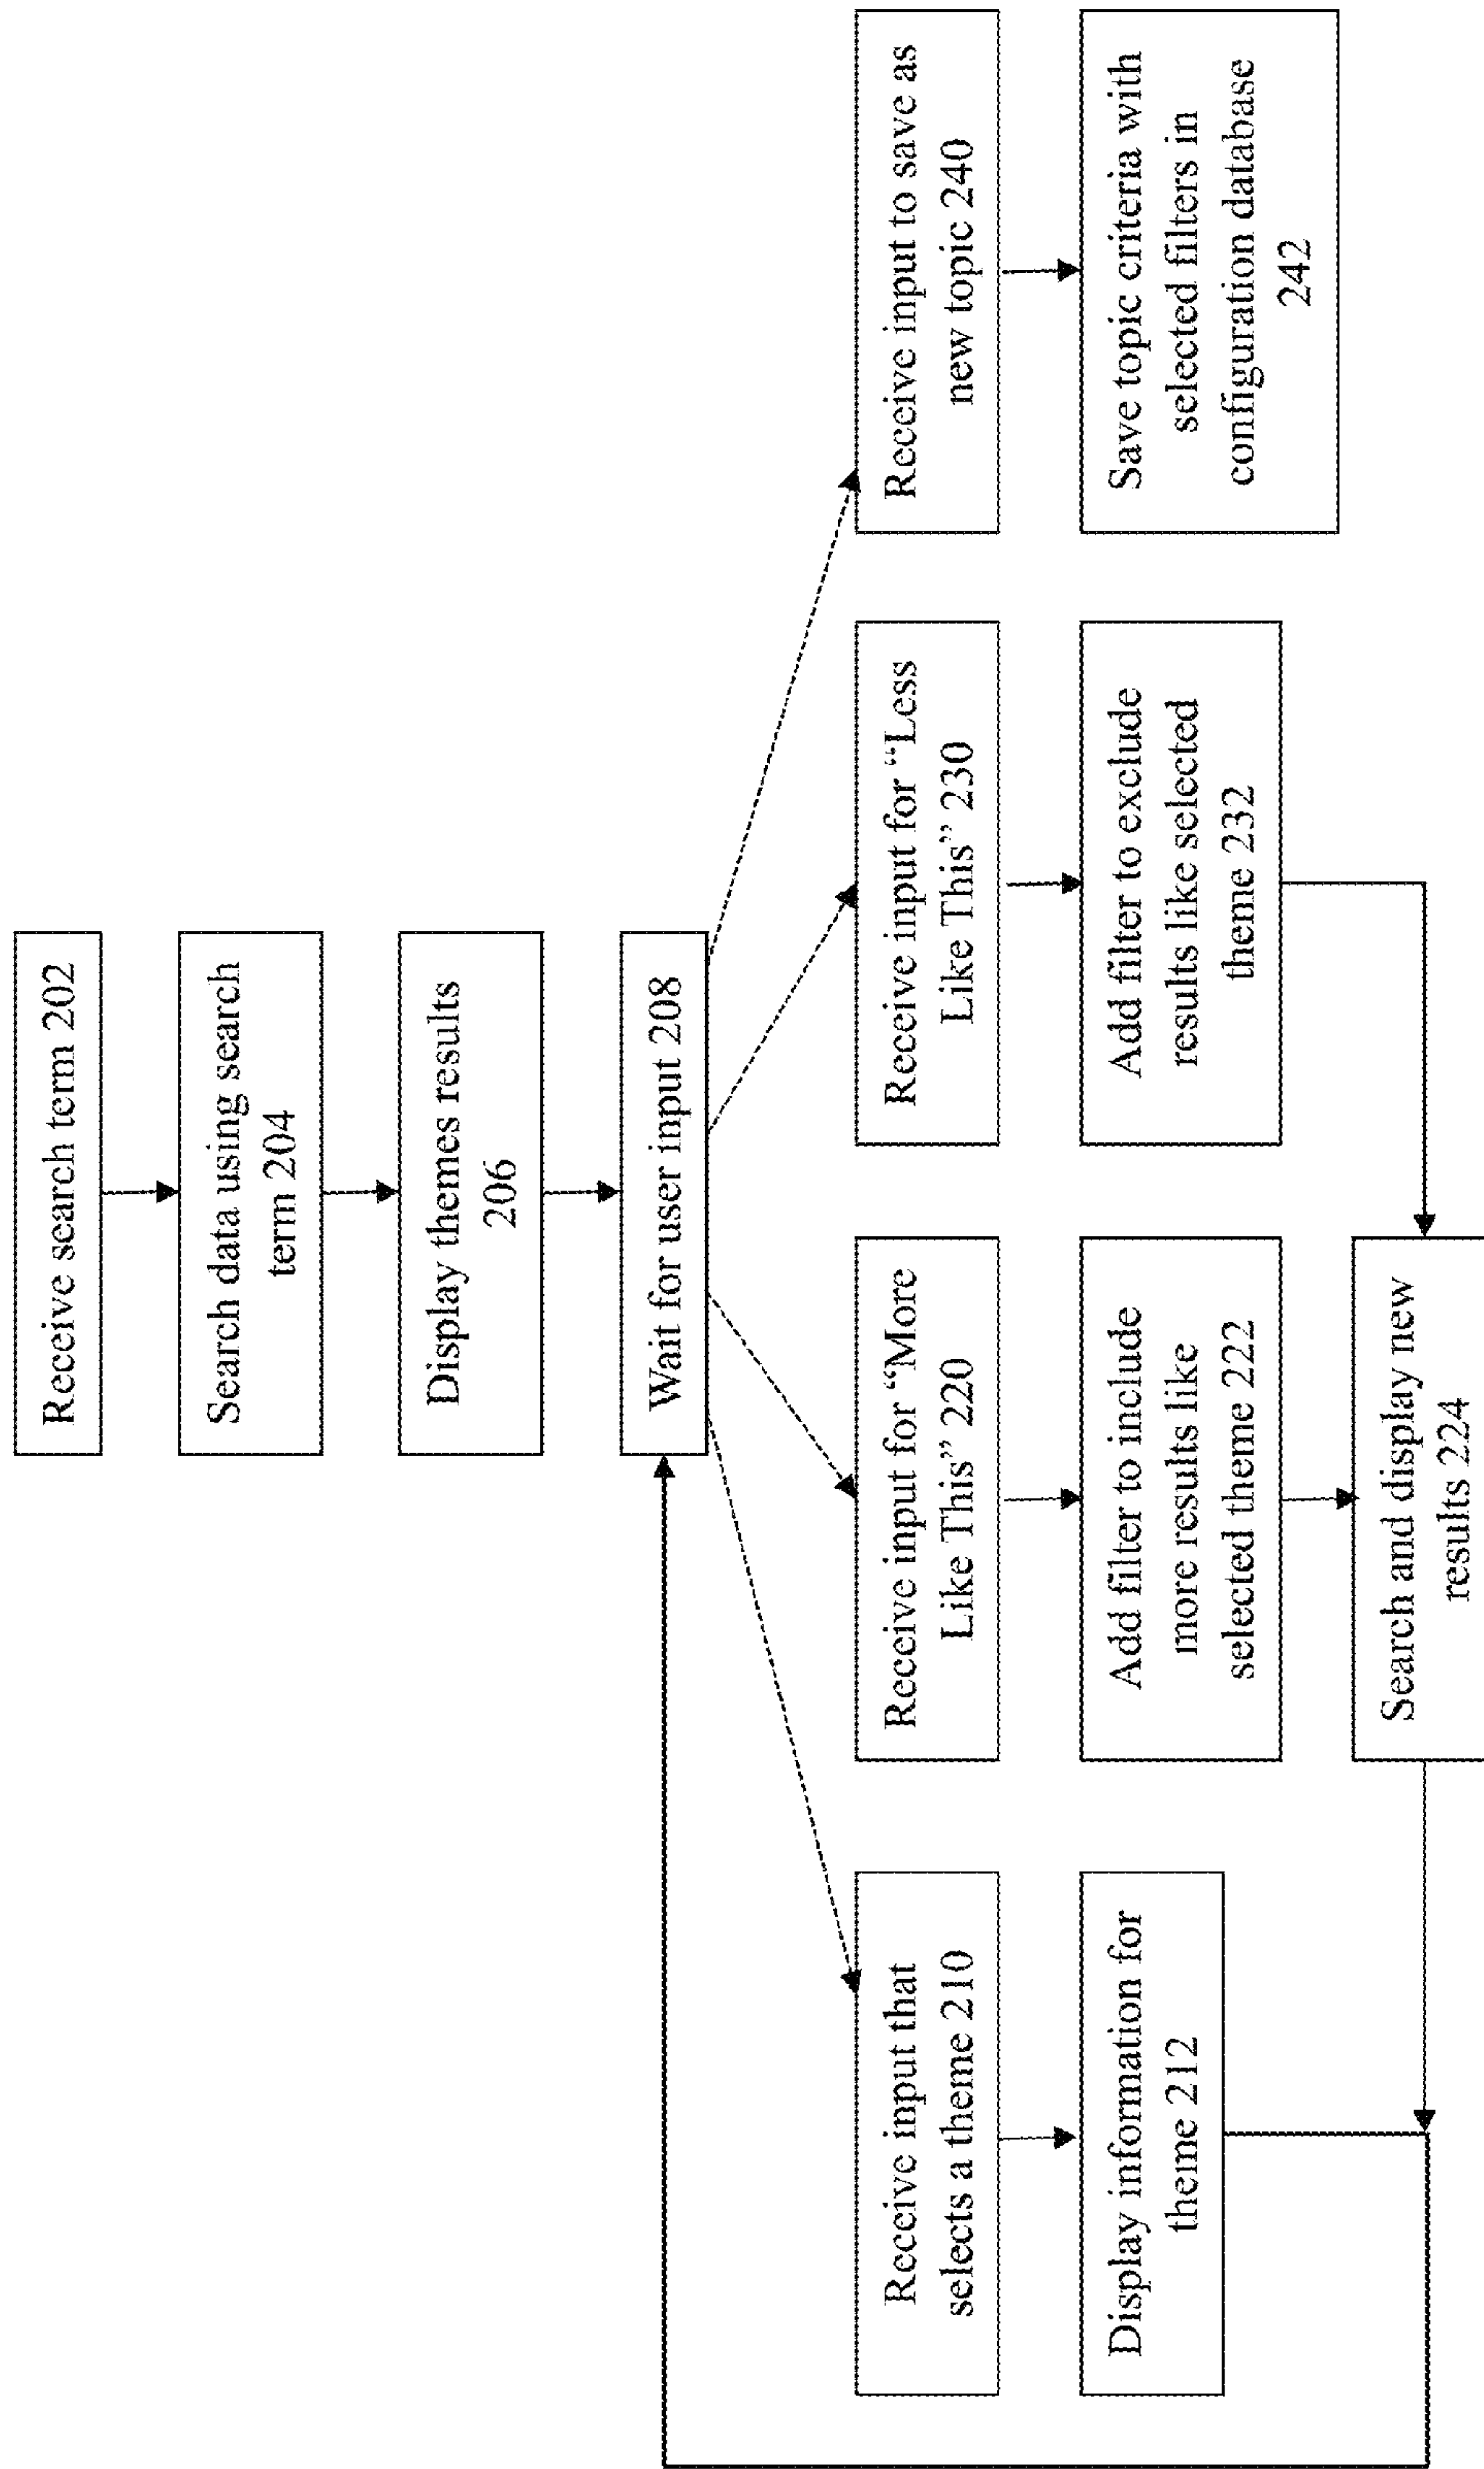 Receive search term 202
Search data using search
term 204
Display themes results
206
Wait for user input 208
Receive input that
selects a theme 210
Display information for
theme 212
Receive input for “More
Like This” 220
Add filter to include
more results like
selected theme 222
Search and display new
results 224
Receive input for “Less
Like This” 230
Add filter to exclude
results like selected
theme 232
Receive input to save as
new topic 240
Save topic criteria with
selected filters in
configuration database
242